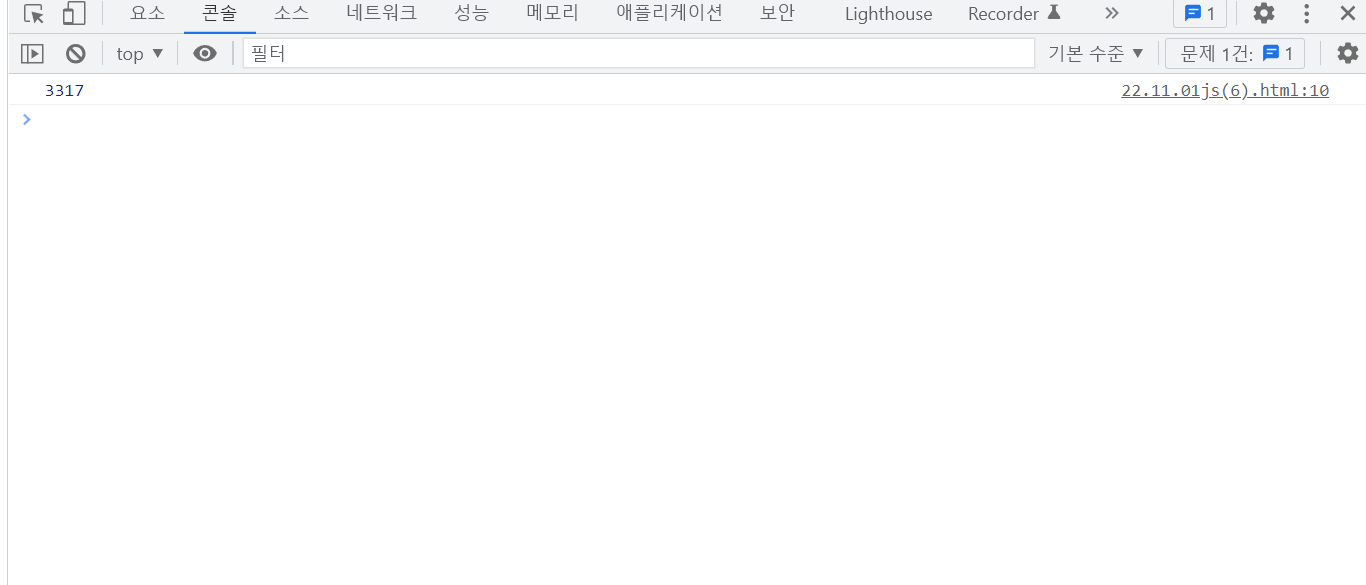 요소 콘솔 소스 네트워크 성능 메모리 애플리케이션 보안 Lighthouse Recorder 1
top 필터 기본 수준 문제 1건: 1
3317 22.11.01js(6).html:10